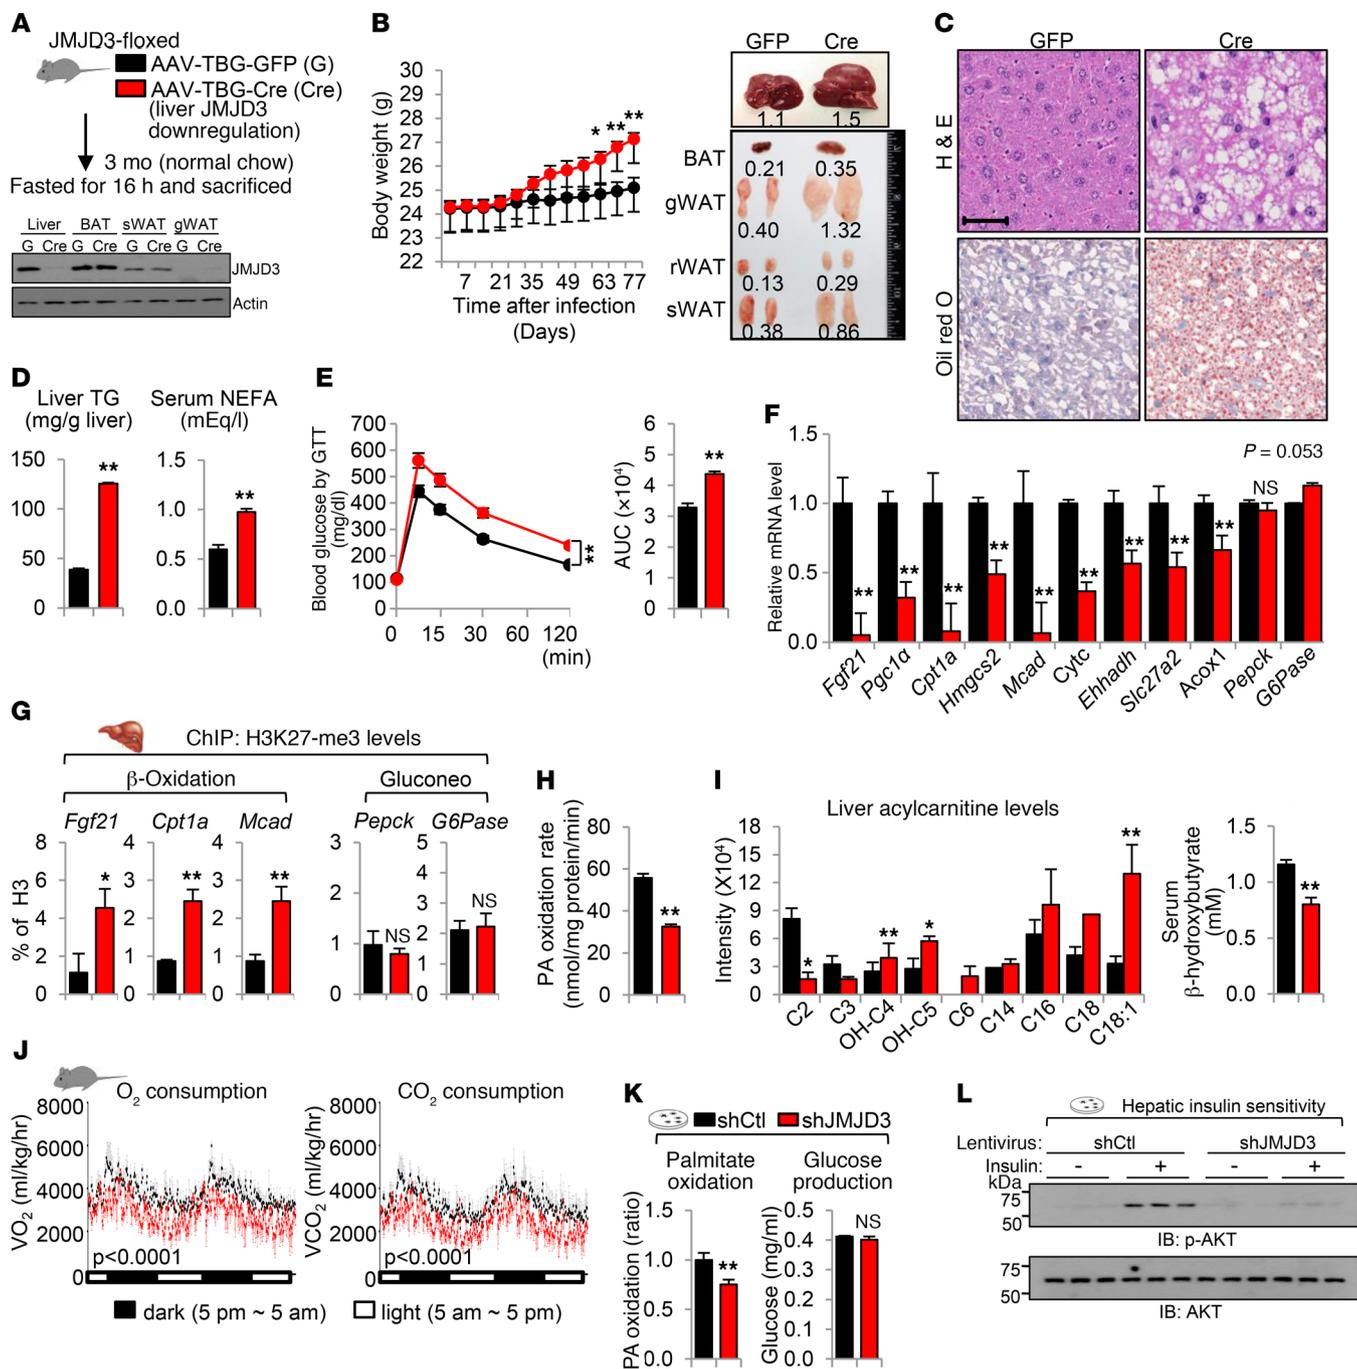 A
JMJD3-floxed
AAV-TBG-GFP (G)
AAV-TBG-Cre (Cre)
(liver JMJD3
downregulation)
3 mo (normal chow)
Fasted for 16 h and sacrificed
Liver BAT sWAT gWAT
G Cre G Cre G Cre G Cre
JMJD3
Actin
B
Body weight (g)
30
29
28
27
26
25
24
23
22
* ** **
7 21 35 49 63 77
Time after infection
(Days)
GFP Cre
1.1 1.5
BAT
0.21 0.35
gWAT
0.40 1.32
rWAT
0.13 0.29
sWAT
0.38 0.86
C
GFP Cre
H & E
Oil red O
D
Liver TG
(mg/g liver)
150
100
50
0
**
Serum NEFA
(mEq/l)
1.5
1.0
0.5
0.0
**
E
Blood glucose by GTT
(mg/dl)
700
600
500
400
300
200
100
0
**
0 15 30 60 120
(min)
AUC (×10⁴)
6
5
4
3
2
1
0
**
F
Relative mRNA level
1.5
1.0
0.5
0.0
P = 0.053
NS
** ** ** ** ** ** ** ** **
Fgf21 Pgc1α Cpt1a Hmgcs2 Mcad Cytc Ehhadh Slc27a2 Acox1 Pepck G6Pase
G
ChIP: H3K27-me3 levels
β-Oxidation Gluconeo
Fgf21 Cpt1a Mcad Pepck G6Pase
% of H3
8
6
4
2
0
*
4
3
2
1
0
**
4
3
2
1
0
**
3
2
1
0
NS
5
4
3
2
1
0
NS
H
PA oxidation rate
(nmol/mg protein/min)
80
60
40
20
0
**
I
Liver acylcarnitine levels
Intensity (X10⁴)
18
15
12
9
6
3
0
* ** * **
C2 C3 OH-C4 OH-C5 C6 C14 C16 C18 C18:1
Serum
β-hydroxybutyrate
(mM)
1.5
1.0
0.5
0.0
**
J
O₂ consumption
VO₂ (ml/kg/hr)
8000
6000
4000
2000
0
p<0.0001
CO₂ consumption
VCO₂ (ml/kg/hr)
8000
6000
4000
2000
0
p<0.0001
dark (5 pm ~ 5 am) light (5 am ~ 5 pm)
K
shCtl shJMJD3
Palmitate
oxidation
PA oxidation (ratio)
1.5
1.0
0.5
0.0
**
Glucose
production
Glucose (mg/ml)
0.5
0.4
0.3
0.2
0.1
0.0
NS
L
Hepatic insulin sensitivity
Lentivirus: shCtl shJMJD3
Insulin: - + - +
kDa
75
50
IB: p-AKT
75
50
IB: AKT